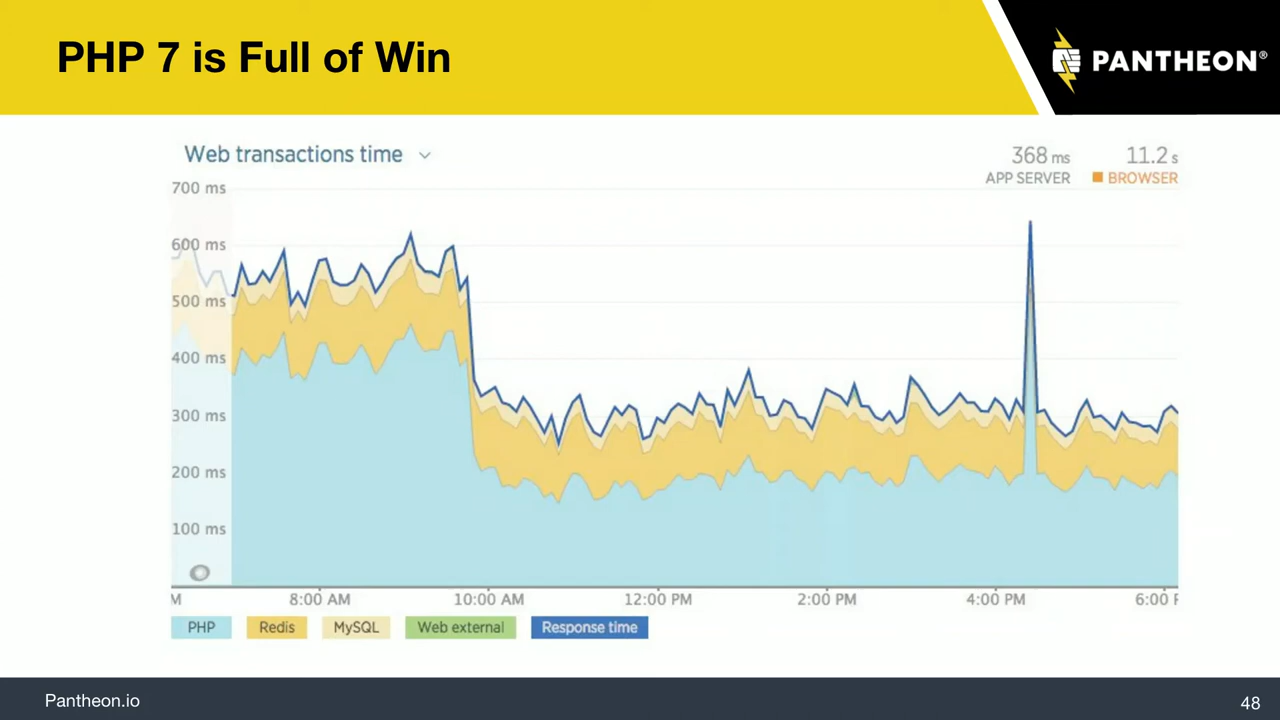 PHP 7 is Full of Win
PANTHEON®
Web transactions time
368 ms
APP SERVER
11.2 s
BROWSER
700 ms
600 ms
500 ms
400 ms
300 ms
200 ms
100 ms
M
8:00 AM
10:00 AM
12:00 PM
2:00 PM
4:00 PM
6:00 P
PHP
Redis
MySQL
Web external
Response time
Pantheon.io
48